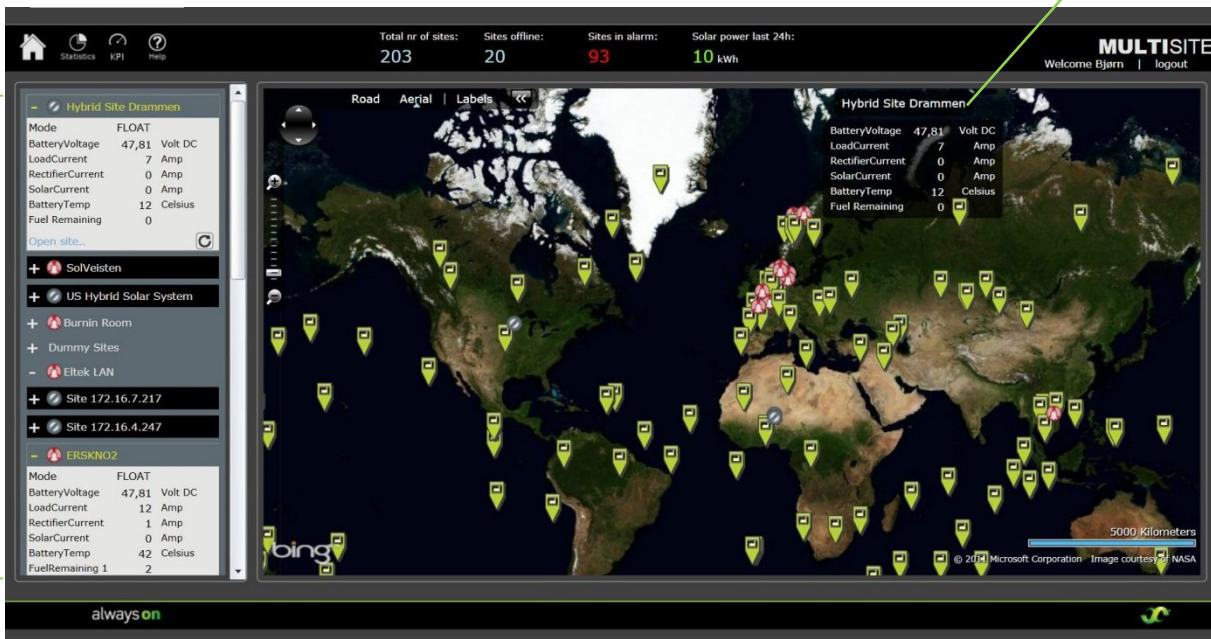 Statistics KPI Help
Total nr of sites: Sites offline: Sites in alarm: Solar power last 24h:
203 20 93 10 kWh
MULTISITE
Welcome Bjørn | logout
- Hybrid Site Drammen
Mode FLOAT
BatteryVoltage 47,81 Volt DC
LoadCurrent 7 Amp
RectifierCurrent 0 Amp
SolarCurrent 0 Amp
BatteryTemp 12 Celsius
Fuel Remaining 0
Open site..
+ SolVeisten
+ US Hybrid Solar System
+ Burnin Room
+ Dummy Sites
- Eltek LAN
+ Site 172.16.7.217
+ Site 172.16.4.247
- ERSKNO2
Mode FLOAT
BatteryVoltage 47,81 Volt DC
LoadCurrent 12 Amp
RectifierCurrent 1 Amp
SolarCurrent 0 Amp
BatteryTemp 42 Celsius
FuelRemaining 1 2
Road Aerial | Labels «
Hybrid Site Drammen
BatteryVoltage 47,81 Volt DC
LoadCurrent 7 Amp
RectifierCurrent 0 Amp
SolarCurrent 0 Amp
BatteryTemp 12 Celsius
Fuel Remaining 0
5000 Kilometers
bing
© 2011 Microsoft Corporation Image courtesy of NASA
always on